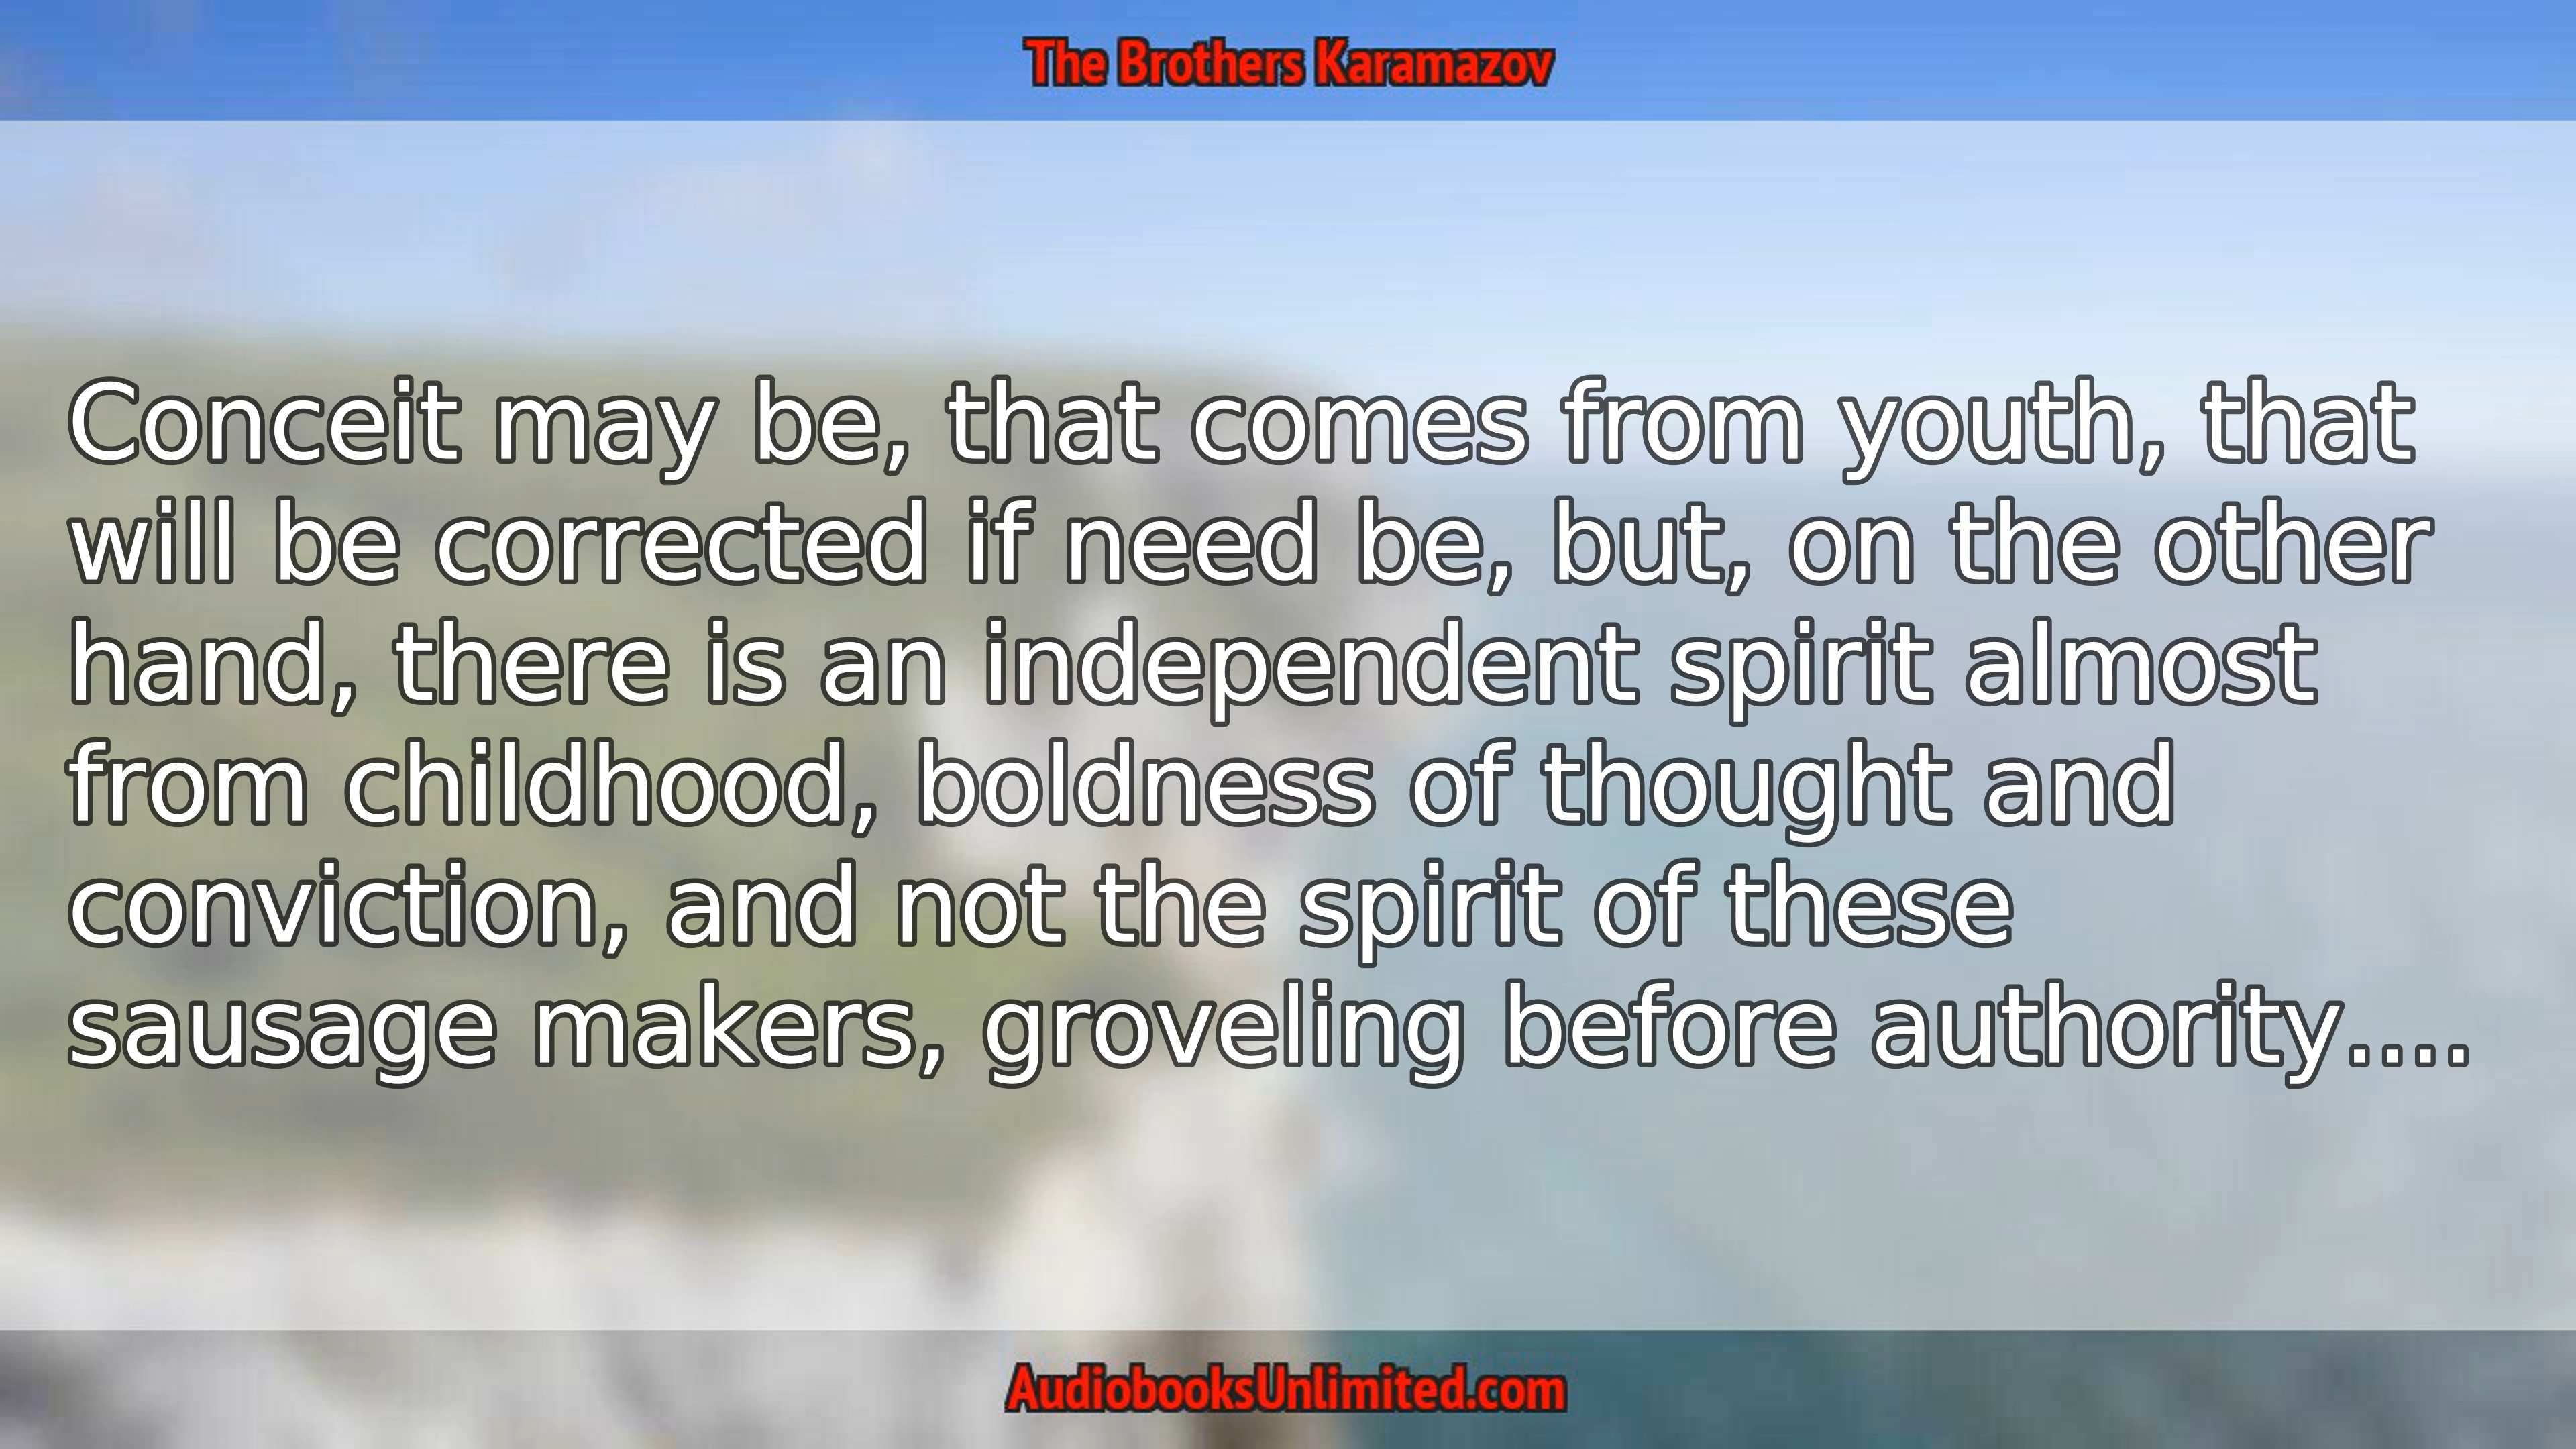 The Brothers Karamazov
Conceit may be, that comes from youth, that
will be corrected if need be, but, on the other
hand, there is an independent spirit almost
from childhood, boldness of thought and
conviction, and not the spirit of these
sausage makers, groveling before authority....
AudiobooksUnlimited.com